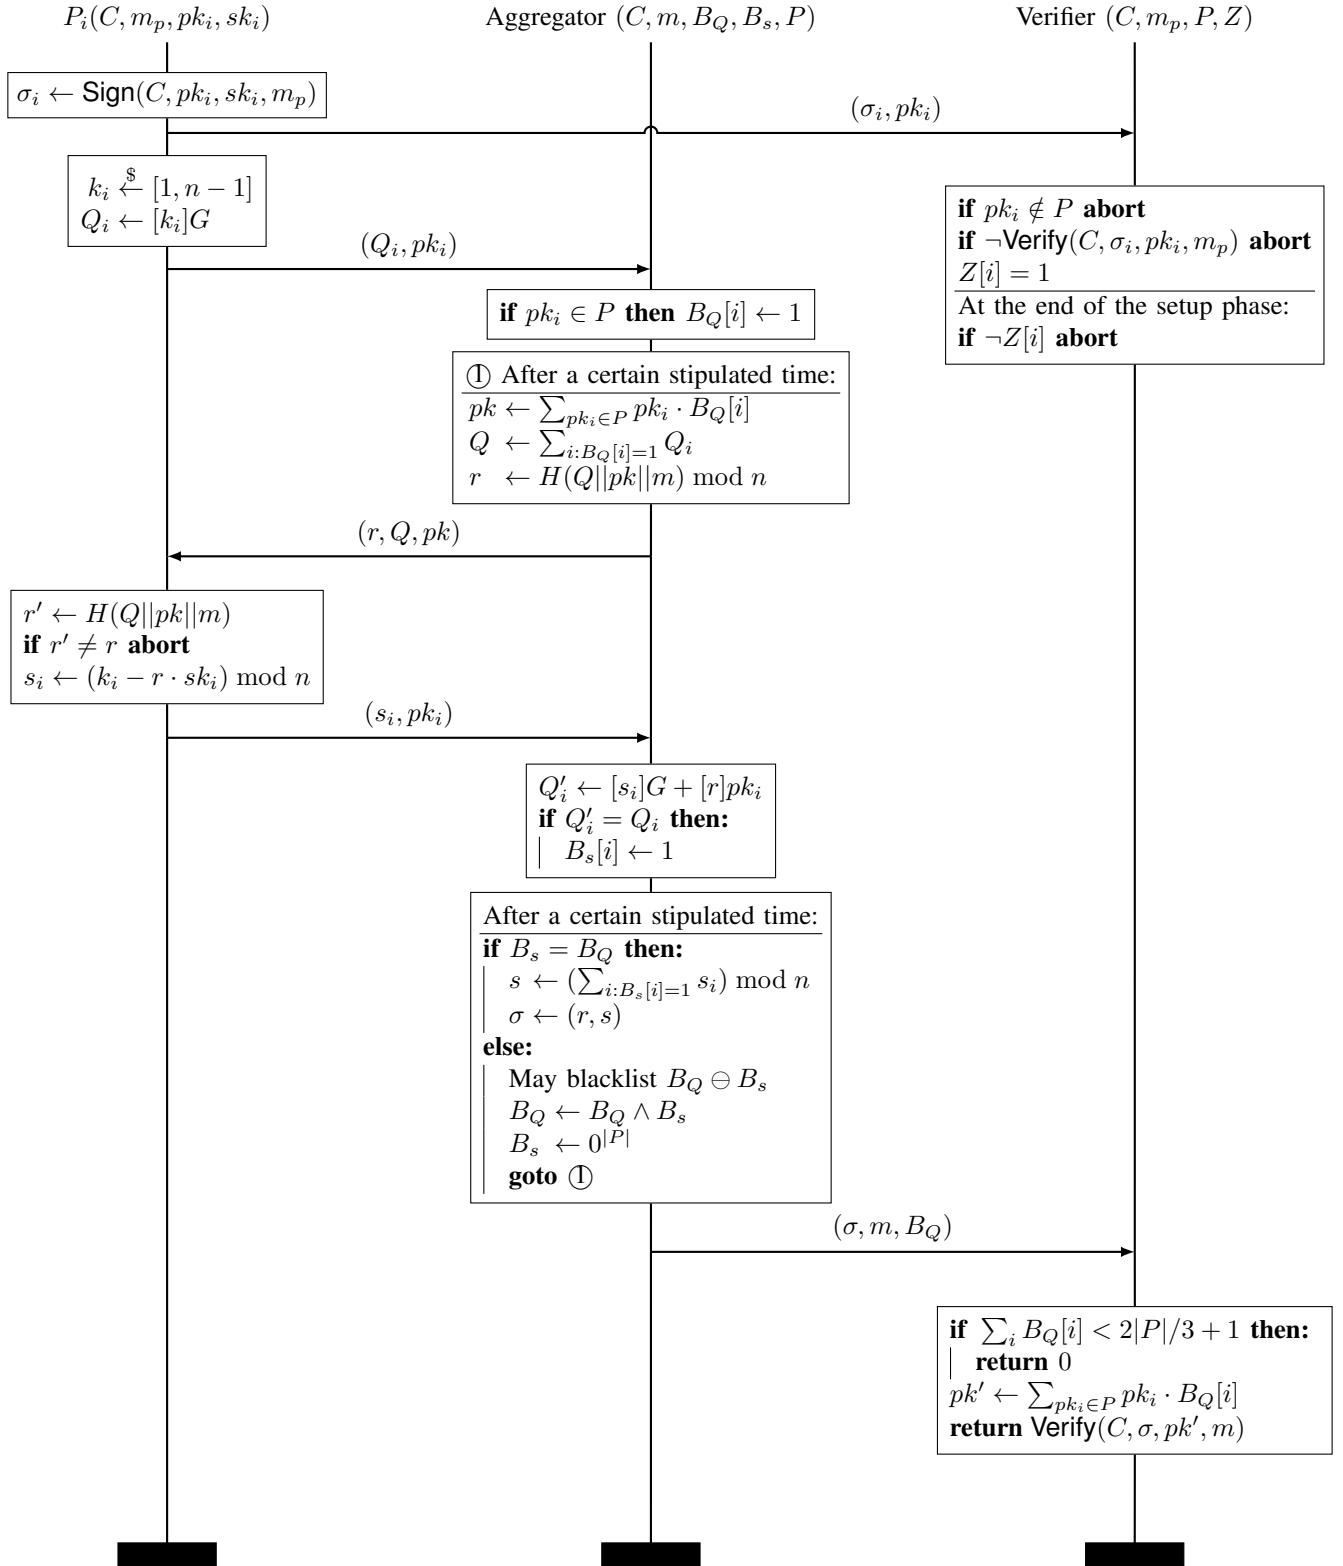 P_i(C, m_p, pk_i, sk_i)
Aggregator (C, m, B_Q, B_s, P)
Verifier (C, m_p, P, Z)
σ_i ← Sign(C, pk_i, sk_i, m_p)
(σ_i, pk_i)
k_i ←$ [1, n − 1]
Q_i ← [k_i]G
if pk_i ∉ P abort
if ¬Verify(C, σ_i, pk_i, m_p) abort
Z[i] = 1
At the end of the setup phase:
if ¬Z[i] abort
(Q_i, pk_i)
if pk_i ∈ P then B_Q[i] ← 1
① After a certain stipulated time:
pk ← ∑_{pk_i∈P} pk_i · B_Q[i]
Q ← ∑_{i:B_Q[i]=1} Q_i
r ← H(Q||pk||m) mod n
(r, Q, pk)
r′ ← H(Q||pk||m)
if r′ ≠ r abort
s_i ← (k_i − r · sk_i) mod n
(s_i, pk_i)
Q′_i ← [s_i]G + [r]pk_i
if Q′_i = Q_i then:
B_s[i] ← 1
After a certain stipulated time:
if B_s = B_Q then:
s ← (∑_{i:B_s[i]=1} s_i) mod n
σ ← (r, s)
else:
May blacklist B_Q ⊖ B_s
B_Q ← B_Q ∧ B_s
B_s ← 0^{|P|}
goto ①
(σ, m, B_Q)
if ∑_i B_Q[i] < 2|P|/3 + 1 then:
return 0
pk′ ← ∑_{pk_i∈P} pk_i · B_Q[i]
return Verify(C, σ, pk′, m)